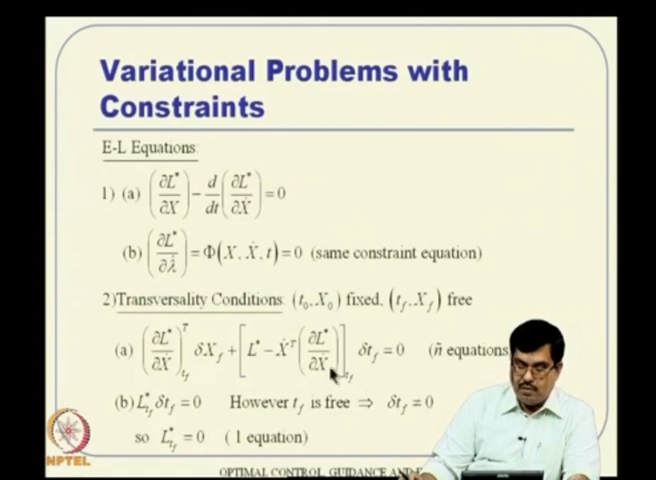 Variational Problems with
Constraints
E-L Equations:
1) (a) (∂L*/∂X) − d/dt (∂L*/∂Ẋ) = 0
(b) (∂L*/∂λ) = Φ(X, Ẋ, t) = 0 (same constraint equation)
2) Transversality Conditions: (t₀, X₀) fixed, (t_f, X_f) free
(a) (∂L*/∂Ẋ)ᵀ_{t_f} δX_f + [L* − Ẋᵀ (∂L*/∂Ẋ)]_{t_f} δt_f = 0 (ñ equations
(b) L*_{t_f} δt_f = 0 However t_f is free ⇒ δt_f = 0
so L*_{t_f} = 0 (1 equation)
NPTEL
OPTIMAL CONTROL, GUIDANCE AND